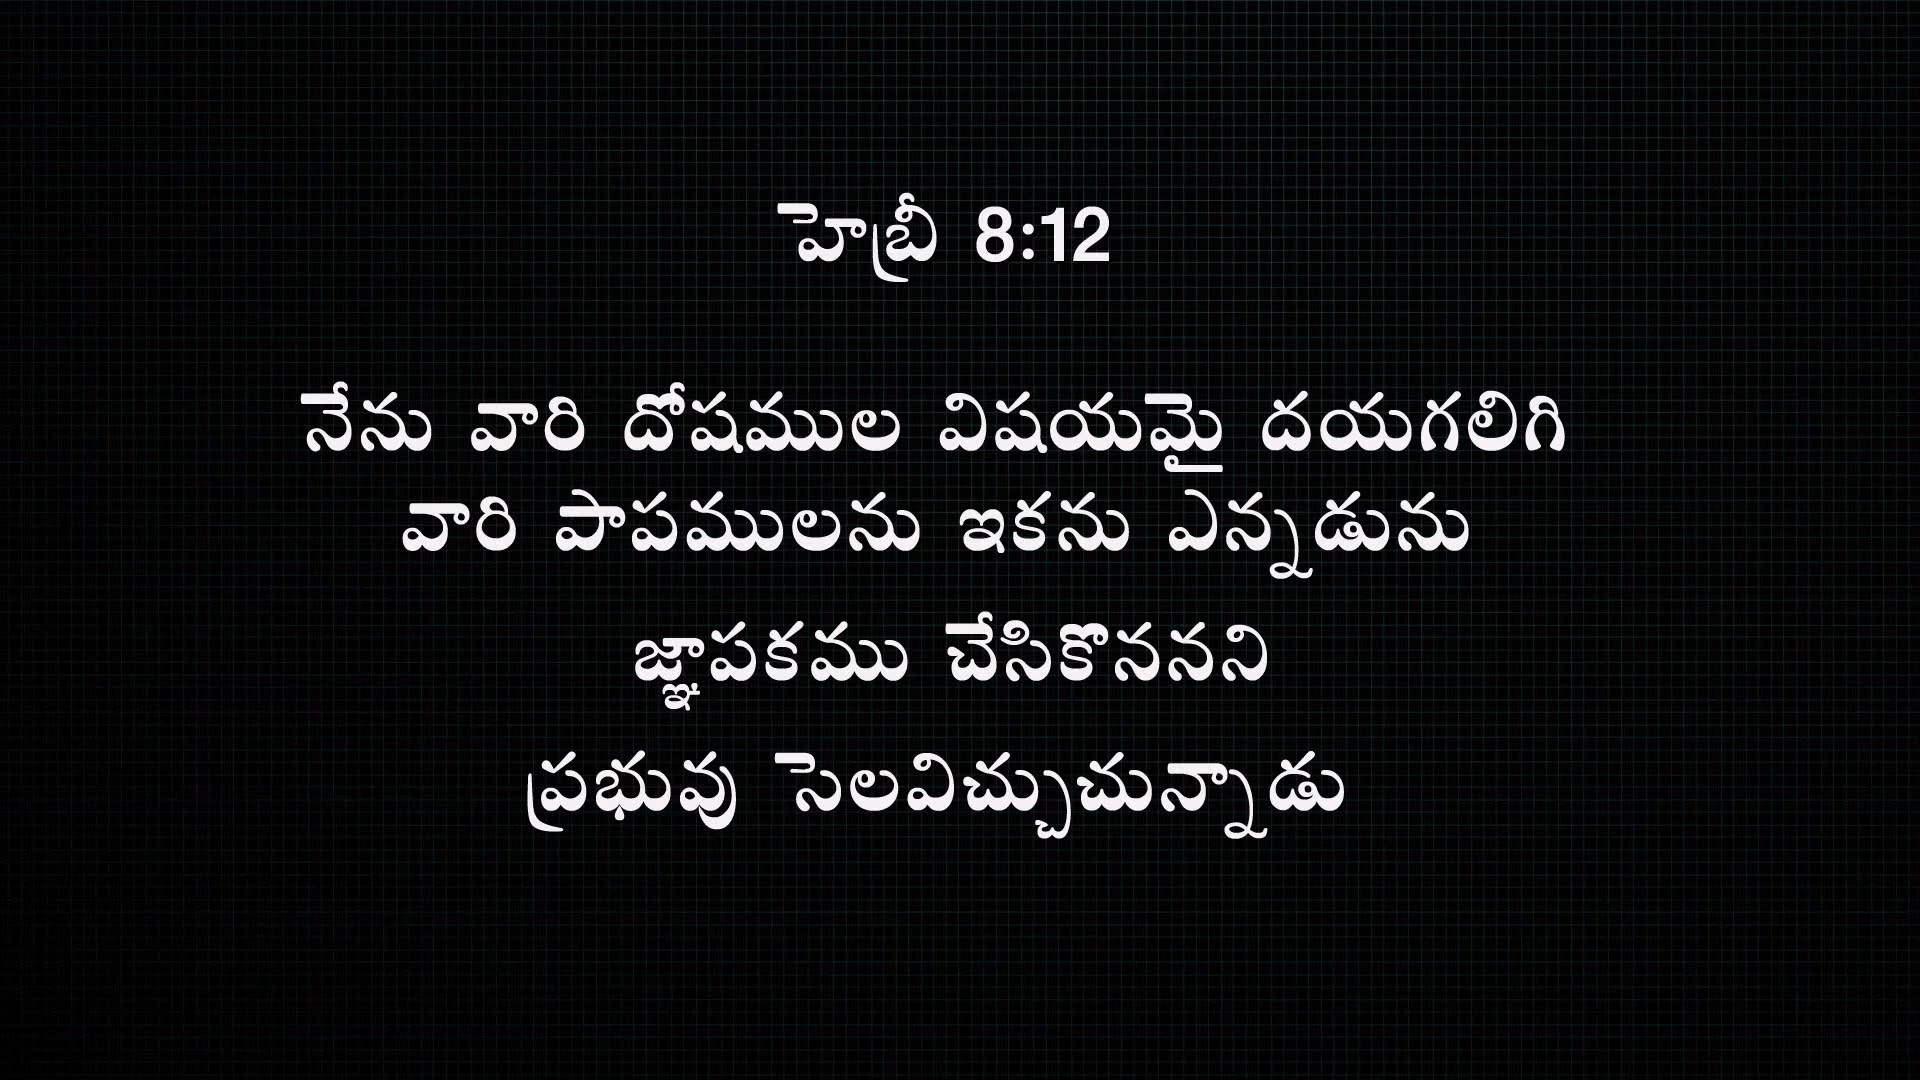 హెబ్రీ 8:12
నేను వారి దోషముల విషయమై దయగలిగి
వారి పాపములను ఇకను ఎన్నడును
జ్ఞాపకము చేసికొననని
ప్రభువు సెలవిచ్చుచున్నాడు